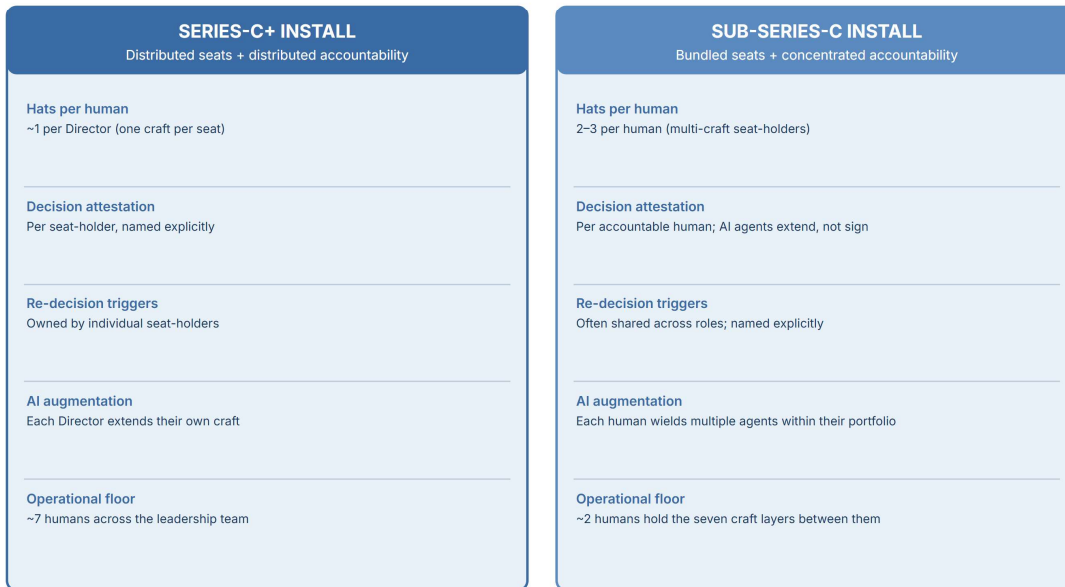 SERIES-C+ INSTALL
Distributed seats + distributed accountability
Hats per human
~1 per Director (one craft per seat)
Decision attestation
Per seat-holder, named explicitly
Re-decision triggers
Owned by individual seat-holders
AI augmentation
Each Director extends their own craft
Operational floor
~7 humans across the leadership team
SUB-SERIES-C INSTALL
Bundled seats + concentrated accountability
Hats per human
2–3 per human (multi-craft seat-holders)
Decision attestation
Per accountable human; AI agents extend, not sign
Re-decision triggers
Often shared across roles; named explicitly
AI augmentation
Each human wields multiple agents within their portfolio
Operational floor
~2 humans hold the seven craft layers between them